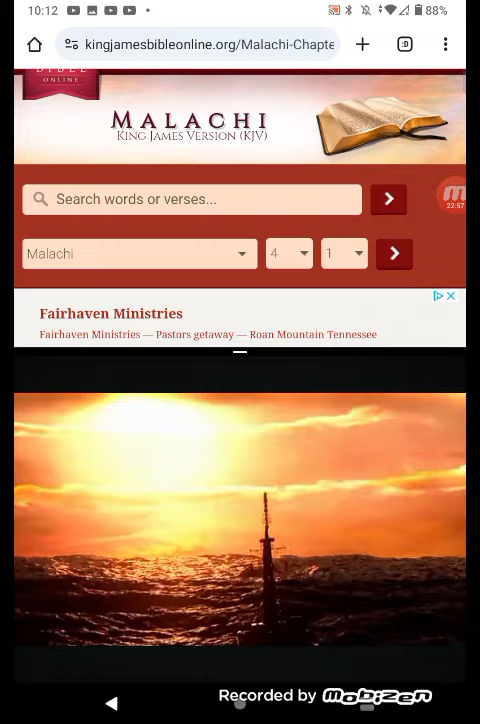 10:12 88%
kingjamesbibleonline.org/Malachi-Chapte
:D
BIBLE
ONLINE
MALACHI
KING JAMES VERSION (KJV)
Search words or verses...
22:57
Malachi 4 1
Fairhaven Ministries
Fairhaven Ministries — Pastors getaway — Roan Mountain Tennessee
Recorded by Mobizen